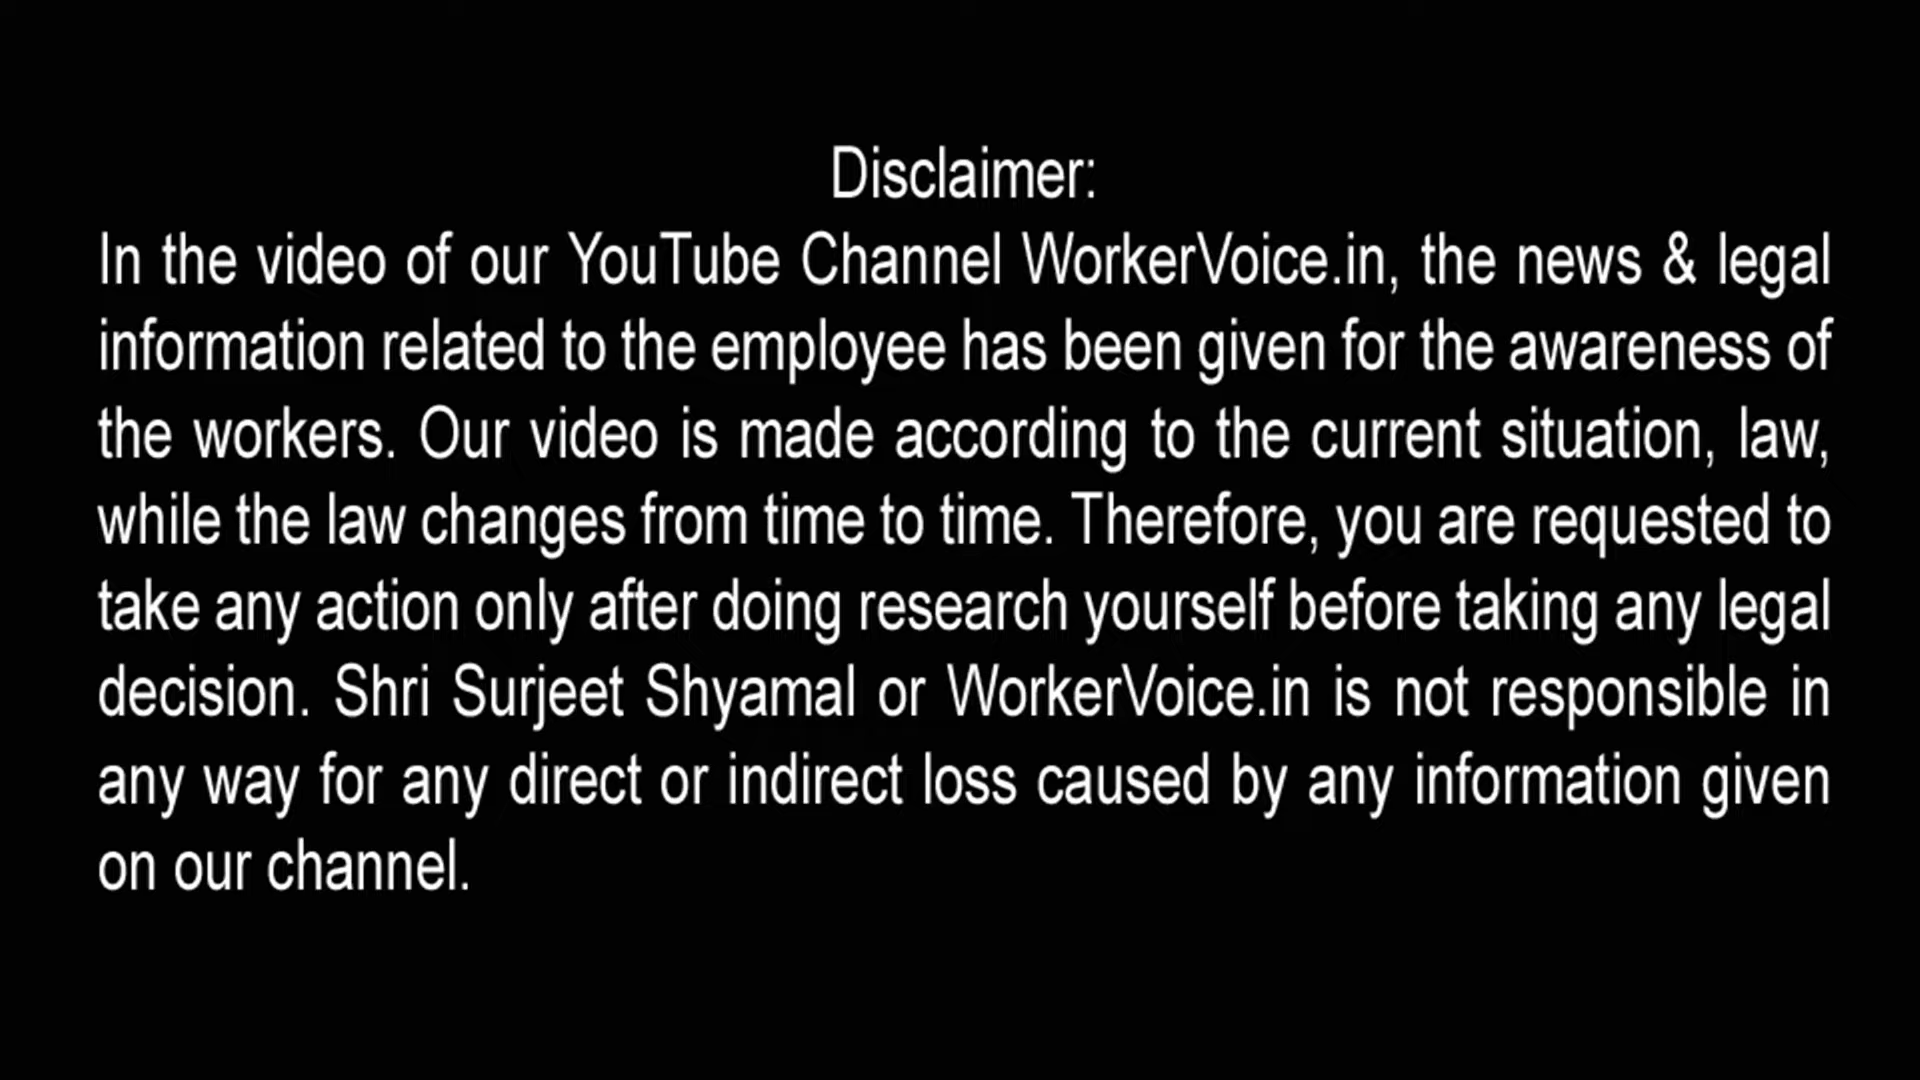 Disclaimer:
In the video of our YouTube Channel WorkerVoice.in, the news & legal
information related to the employee has been given for the awareness of
the workers. Our video is made according to the current situation, law,
while the law changes from time to time. Therefore, you are requested to
take any action only after doing research yourself before taking any legal
decision. Shri Surjeet Shyamal or WorkerVoice.in is not responsible in
any way for any direct or indirect loss caused by any information given
on our channel.